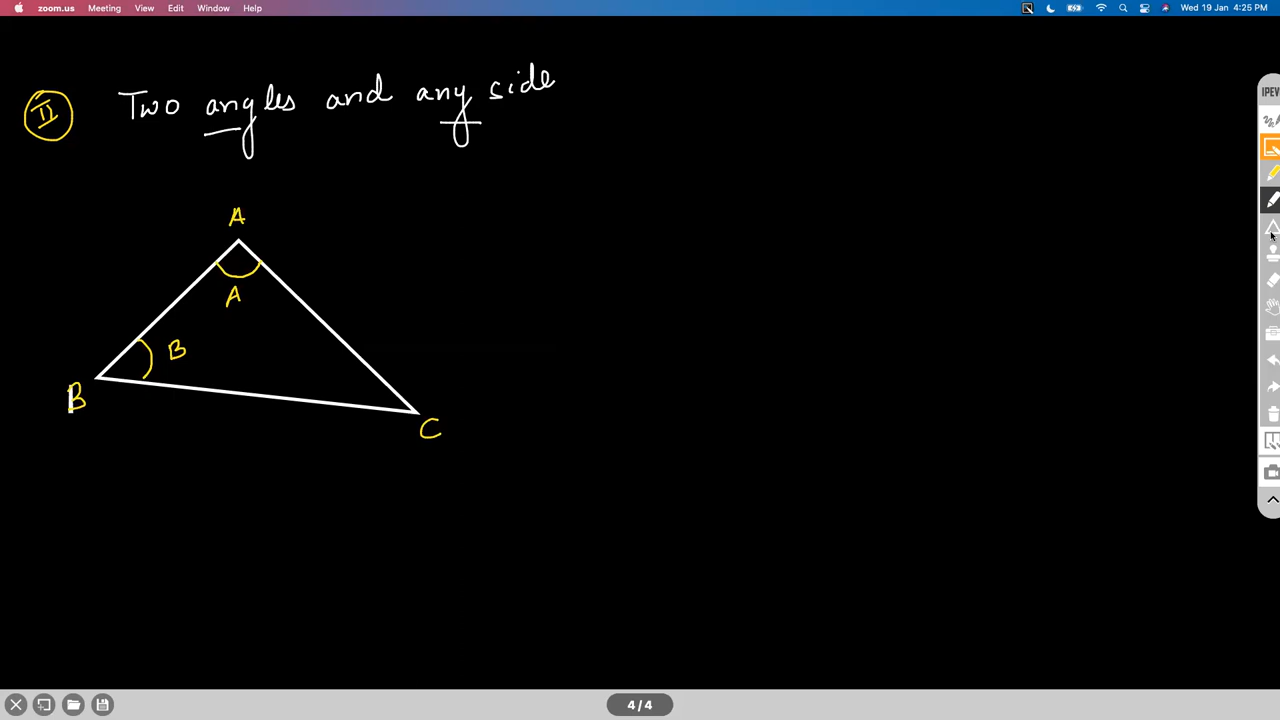 zoom.us Meeting View Edit Window Help Wed 19 Jan 4:25 PM
II Two angles and any side
IPEV
A
A
B
B
C
4/4